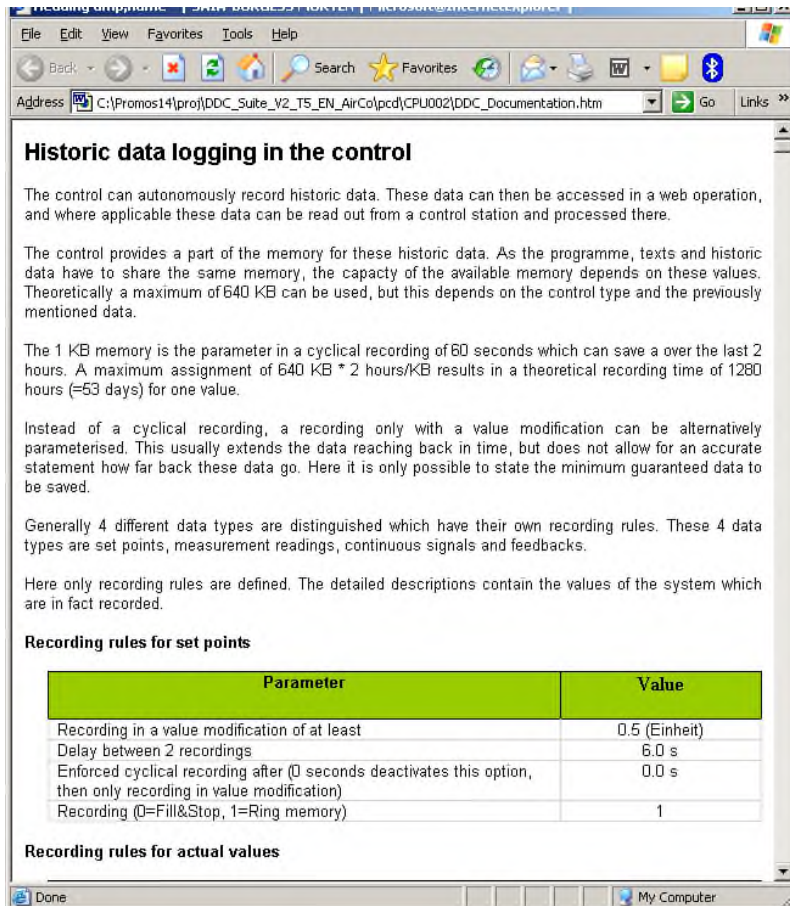 File Edit View Favorites Tools Help
Back Search Favorites
Address C:\Promos14\proj\DDC_Suite_V2_T5_EN_AirCo\pcd\CPU002\DDC_Documentation.htm Go Links »
Historic data logging in the control
The control can autonomously record historic data. These data can then be accessed in a web operation,
and where applicable these data can be read out from a control station and processed there.
The control provides a part of the memory for these historic data. As the programme, texts and historic
data have to share the same memory, the capacty of the available memory depends on these values.
Theoretically a maximum of 640 KB can be used, but this depends on the control type and the previously
mentioned data.
The 1 KB memory is the parameter in a cyclical recording of 60 seconds which can save a over the last 2
hours. A maximum assignment of 640 KB * 2 hours/KB results in a theoretical recording time of 1280
hours (=53 days) for one value.
Instead of a cyclical recording, a recording only with a value modification can be alternatively
parameterised. This usually extends the data reaching back in time, but does not allow for an accurate
statement how far back these data go. Here it is only possible to state the minimum guaranteed data to
be saved.
Generally 4 different data types are distinguished which have their own recording rules. These 4 data
types are set points, measurement readings, continuous signals and feedbacks.
Here only recording rules are defined. The detailed descriptions contain the values of the system which
are in fact recorded.
Recording rules for set points
Parameter Value
Recording in a value modification of at least 0.5 (Einheit)
Delay between 2 recordings 6.0 s
Enforced cyclical recording after (0 seconds deactivates this option, 0.0 s
then only recording in value modification)
Recording (0=Fill&Stop, 1=Ring memory) 1
Recording rules for actual values
Done My Computer